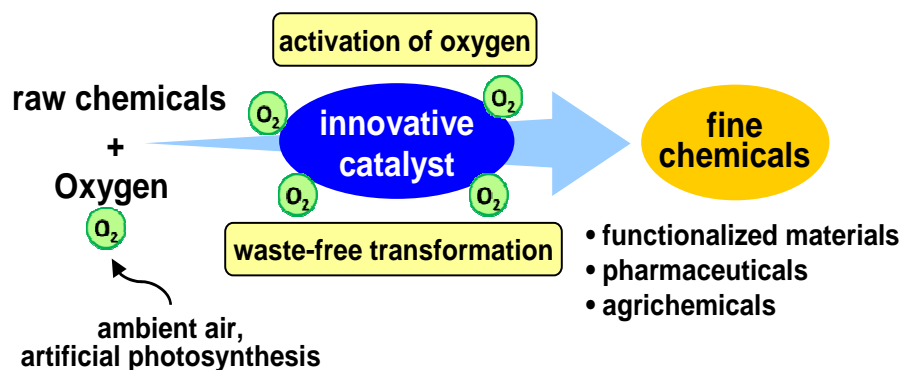 activation of oxygen
raw chemicals
+
Oxygen
O₂
O₂
O₂
innovative
catalyst
O₂
O₂
fine
chemicals
waste-free transformation
• functionalized materials
• pharmaceuticals
• agrichemicals
ambient air,
artificial photosynthesis